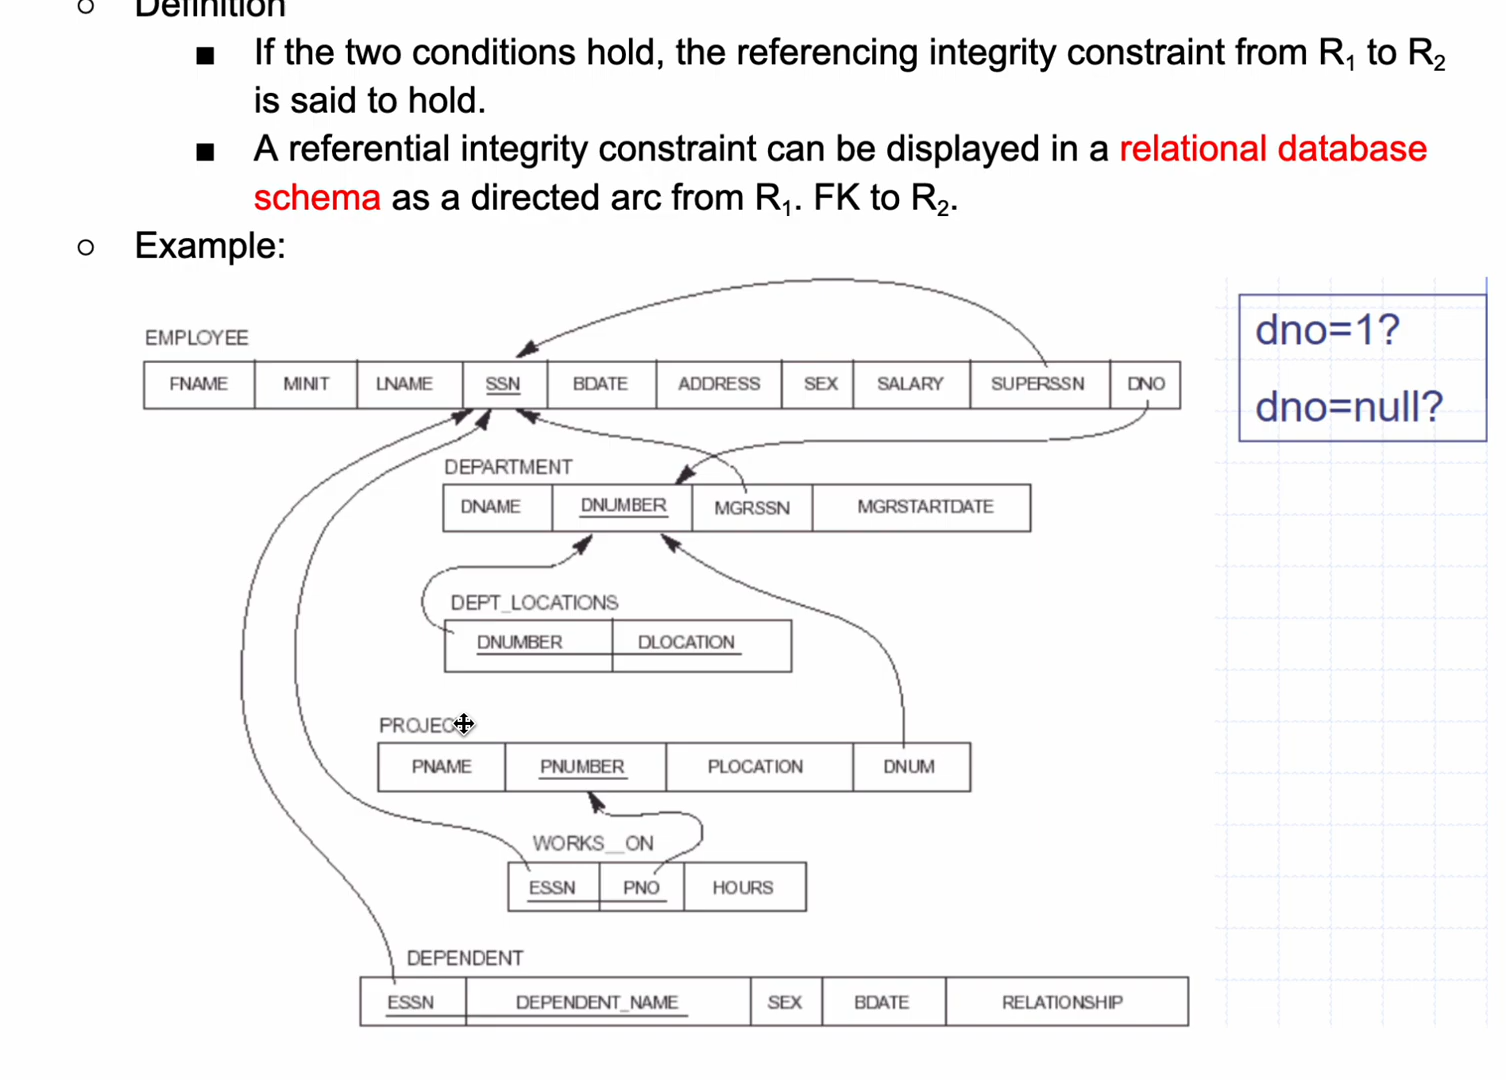 ○ Definition
■ If the two conditions hold, the referencing integrity constraint from R₁ to R₂
is said to hold.
■ A referential integrity constraint can be displayed in a relational database
schema as a directed arc from R₁. FK to R₂.
○ Example:
dno=1?
dno=null?
EMPLOYEE
FNAME MINIT LNAME SSN BDATE ADDRESS SEX SALARY SUPERSSN DNO
DEPARTMENT
DNAME DNUMBER MGRSSN MGRSTARTDATE
DEPT_LOCATIONS
DNUMBER DLOCATION
PROJEC
PNAME PNUMBER PLOCATION DNUM
WORKS_ON
ESSN PNO HOURS
DEPENDENT
ESSN DEPENDENT_NAME SEX BDATE RELATIONSHIP